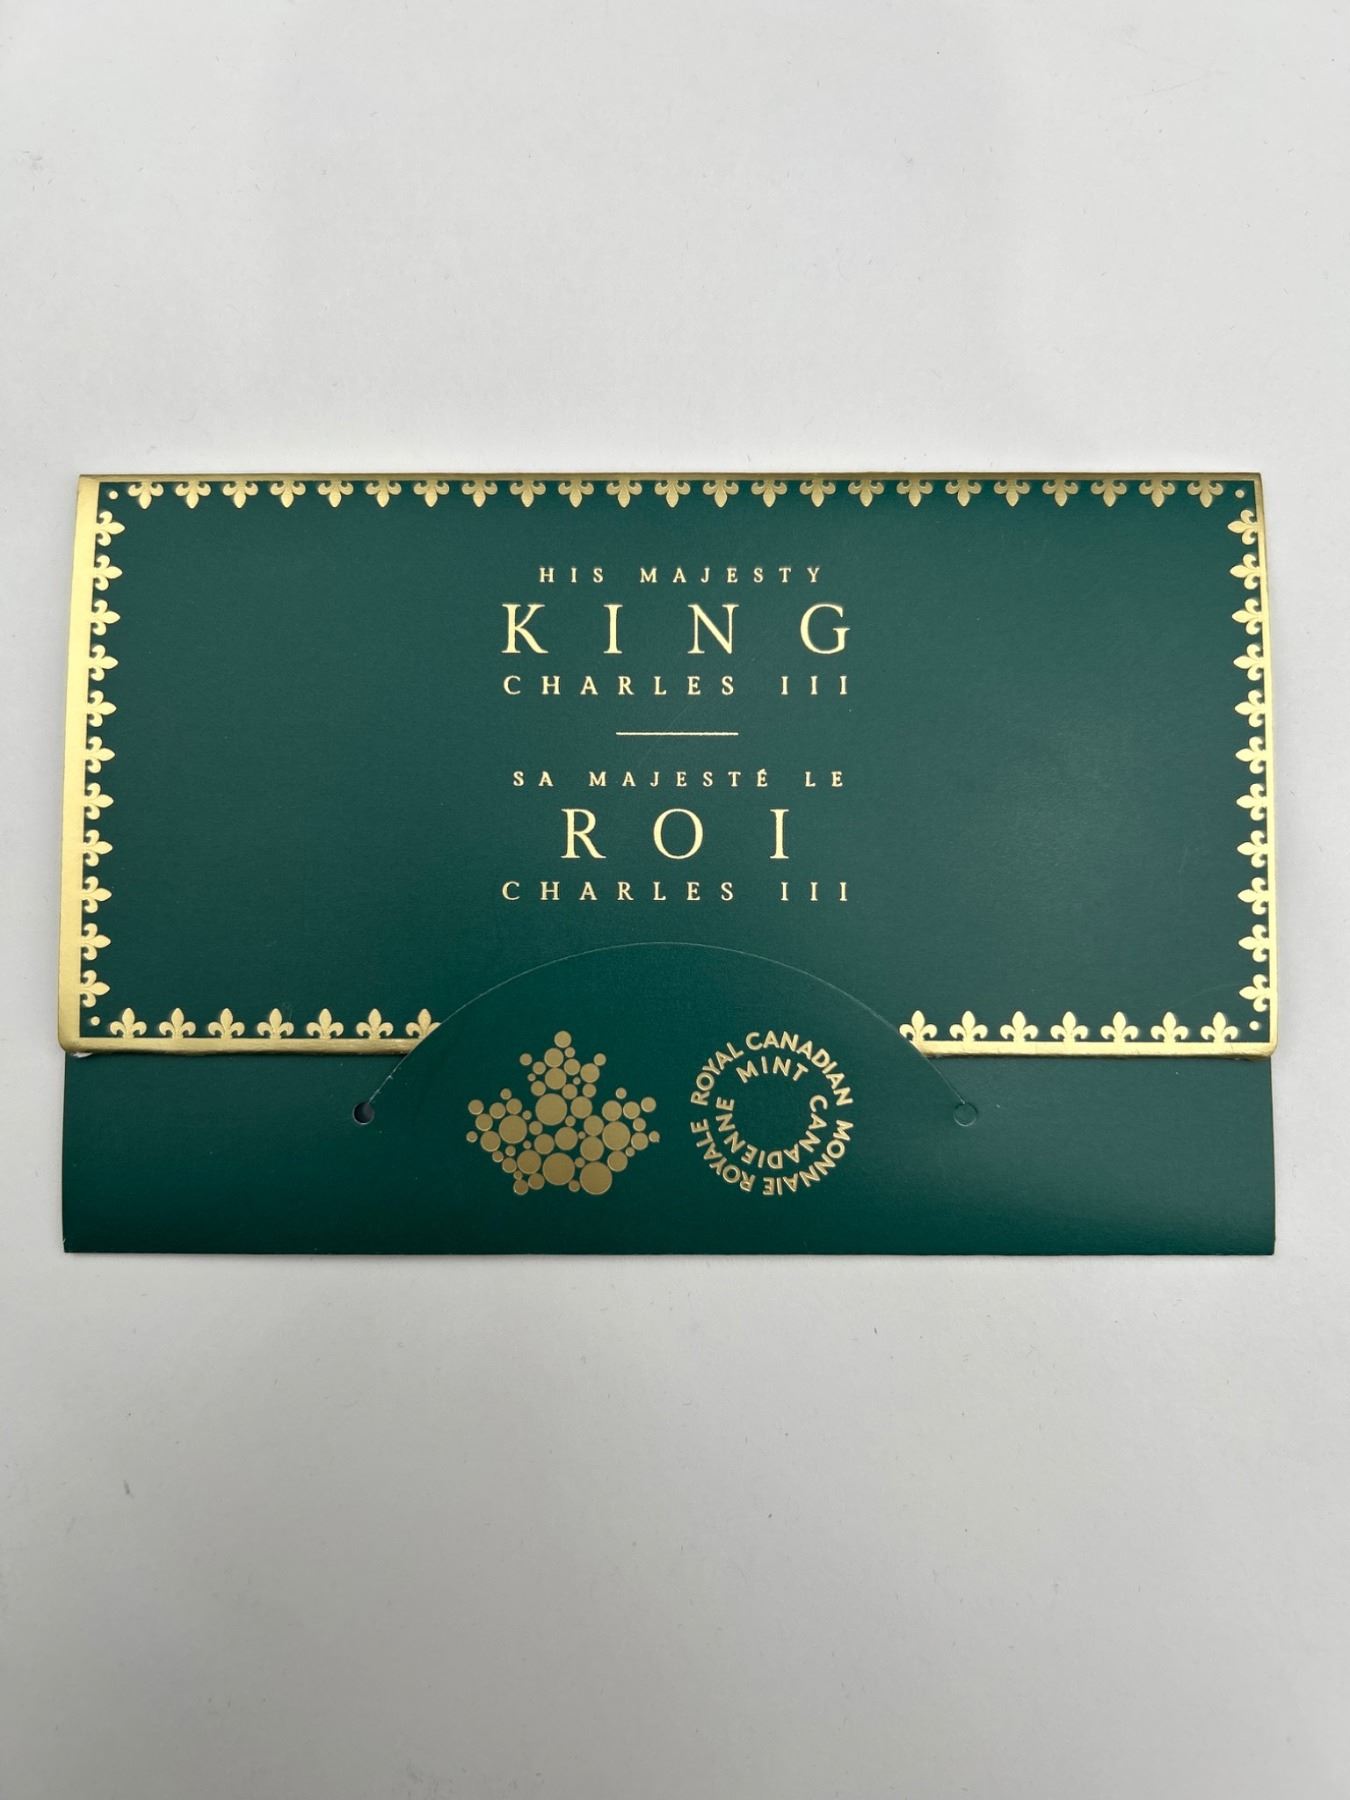 HIS MAJESTY
KING
CHARLES III
SA MAJESTÉ LE
ROI
CHARLES III
ROYAL CANADIAN MINT
MONNAIE ROYALE CANADIENNE